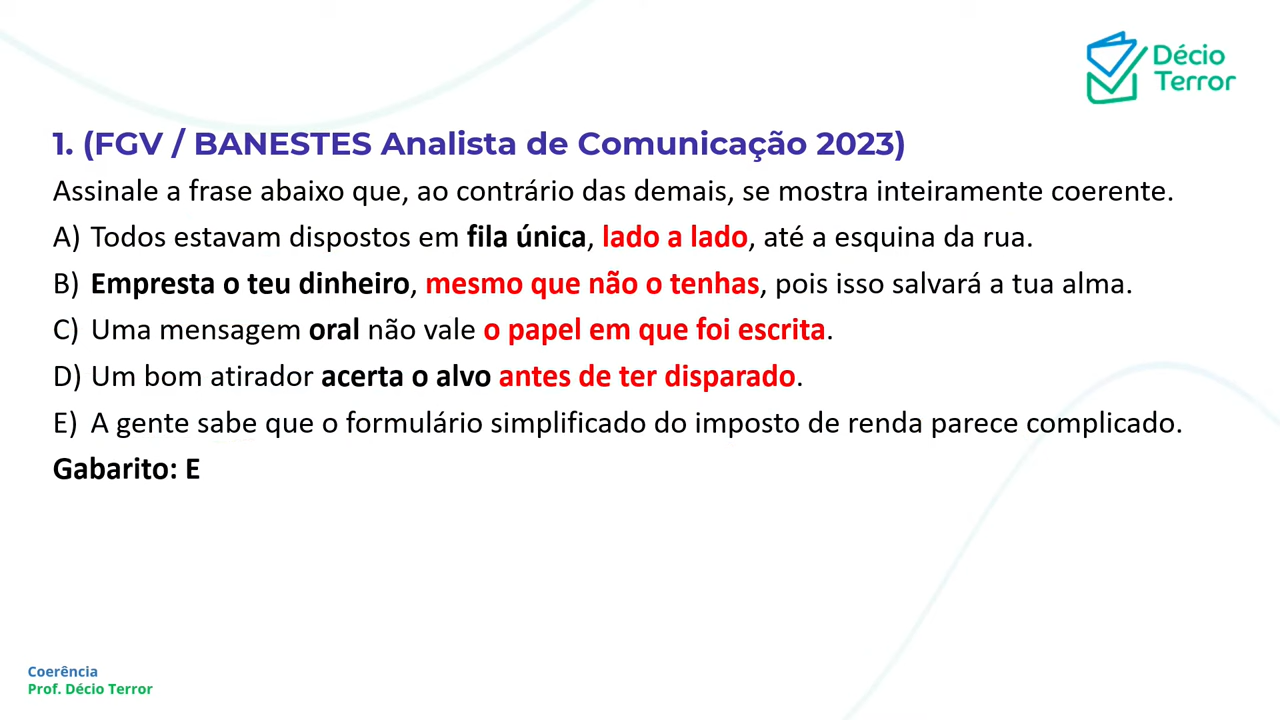 Décio
Terror
1. (FGV / BANESTES Analista de Comunicação 2023)
Assinale a frase abaixo que, ao contrário das demais, se mostra inteiramente coerente.
A) Todos estavam dispostos em fila única, lado a lado, até a esquina da rua.
B) Empresta o teu dinheiro, mesmo que não o tenhas, pois isso salvará a tua alma.
C) Uma mensagem oral não vale o papel em que foi escrita.
D) Um bom atirador acerta o alvo antes de ter disparado.
E) A gente sabe que o formulário simplificado do imposto de renda parece complicado.
Gabarito: E
Coerência
Prof. Décio Terror